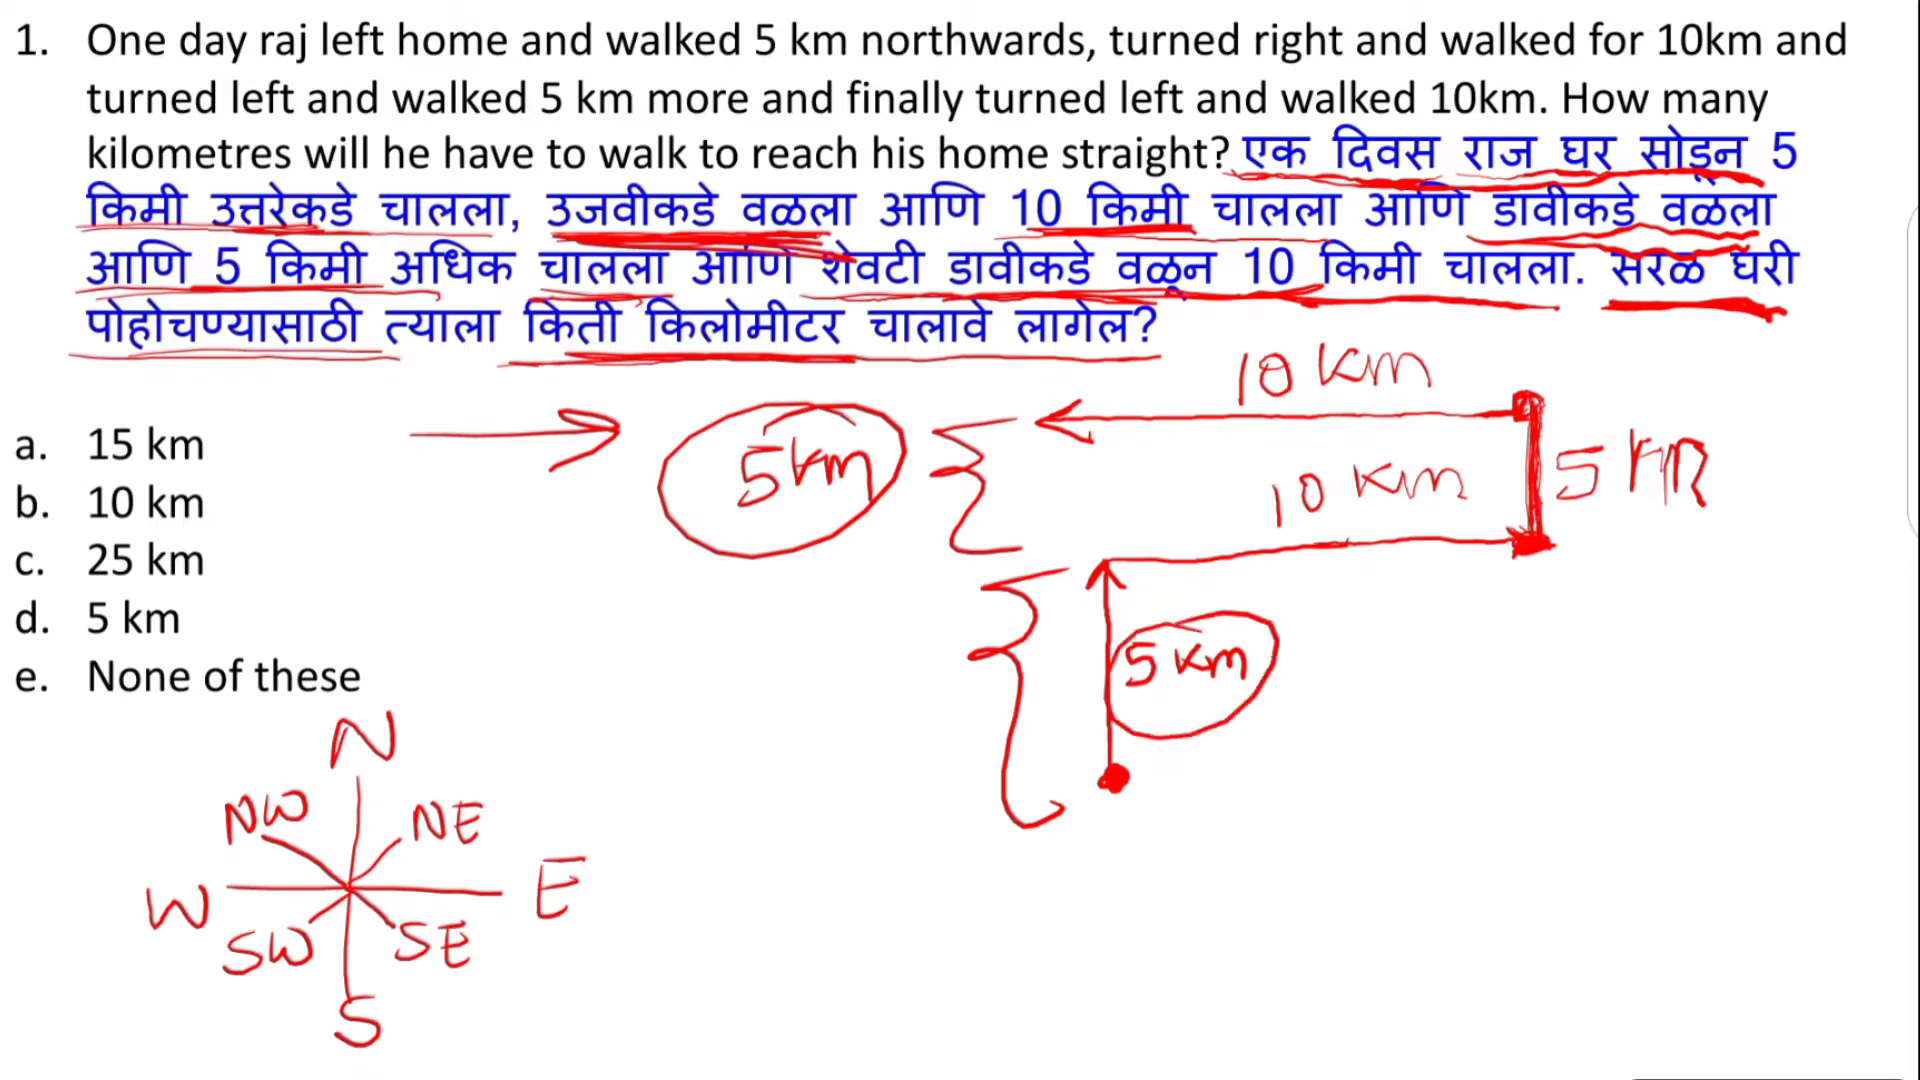 1. One day raj left home and walked 5 km northwards, turned right and walked for 10km and
turned left and walked 5 km more and finally turned left and walked 10km. How many
kilometres will he have to walk to reach his home straight? एक दिवस राज घर सोडून 5
किमी उत्तरेकडे चालला, उजवीकडे वळला आणि 10 किमी चालला आणि डावीकडे वळला
आणि 5 किमी अधिक चालला आणि शेवटी डावीकडे वळून 10 किमी चालला. सरळ घरी
पोहोचण्यासाठी त्याला किती किलोमीटर चालावे लागेल?
10 km
a. 15 km
5km
10 km
5 km
b. 10 km
c. 25 km
d. 5 km
5 km
e. None of these
N
NW
NE
W
E
SW
SE
S